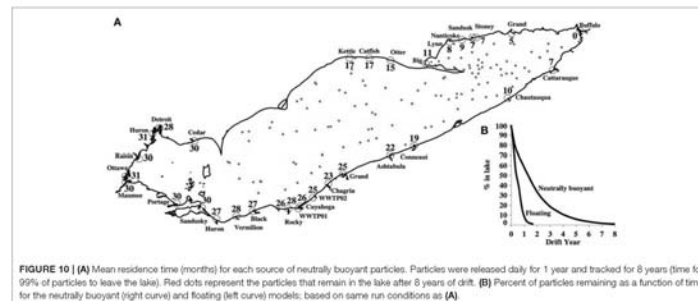 A
Kettle Catfish Otter
17 17 15
Big
11
Lynn
Nanticoke
8
Sandusk
9
7
Stoney
7
Grand
5
Buffalo
0
7
Cattaraugus
10
Chautauqua
19
Conneaut
22
Ashtabula
25
Grand
23
Chagrin
25
WWTP02
26
Cuyahoga
28
WWTP01
26
Rocky
27
Black
28
Vermilion
27
Huron
30
Sandusky
30
Portage
30
Maumee
31
Ottawa
30
Raisin
31
Huron
28
Detroit
30
Cedar
B
% in lake
100
90
80
70
60
50
40
30
20
10
0
Neutrally buoyant
Floating
0 1 2 3 4 5 6 7 8
Drift Year
FIGURE 10 | (A) Mean residence time (months) for each source of neutrally buoyant particles. Particles were released daily for 1 year and tracked for 8 years (time for
99% of particles to leave the lake). Red dots represent the particles that remain in the lake after 8 years of drift. (B) Percent of particles remaining as a function of
for the neutrally buoyant (right curve) and floating (left curve) models; based on same run conditions as (A).